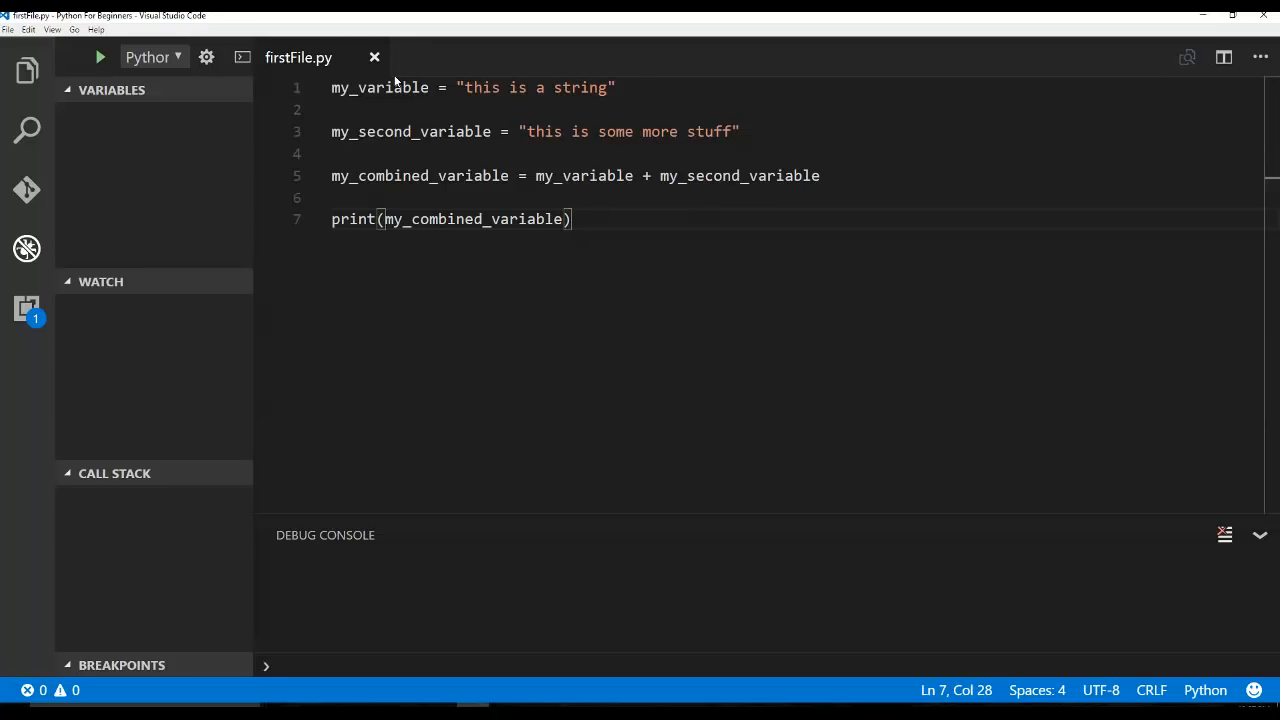 firstFile.py - Python For Beginners - Visual Studio Code
File Edit View Go Help
Python
firstFile.py
VARIABLES
1 my_variable = "this is a string"
2
3 my_second_variable = "this is some more stuff"
4
5 my_combined_variable = my_variable + my_second_variable
6
7 print(my_combined_variable)
1
WATCH
CALL STACK
DEBUG CONSOLE
BREAKPOINTS
0 0 Ln 7, Col 28 Spaces: 4 UTF-8 CRLF Python